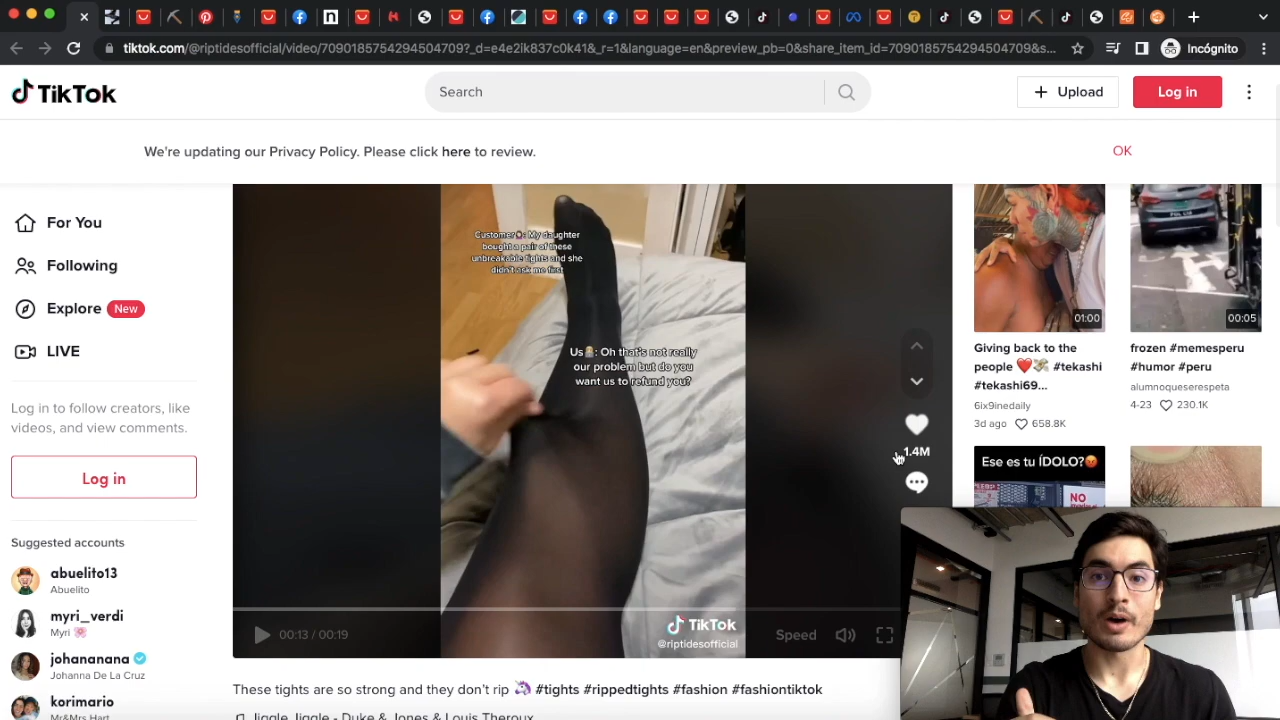 tiktok.com/@riptidesofficial/video/7090185754294504709?_d=e4e2ik837c0k41&_r=1&language=en&preview_pb=0&share_item_id=7090185754294504709&s...
Incógnito
TikTok
Search
Upload
Log in
We're updating our Privacy Policy. Please click here to review.
OK
For You
Following
Explore New
LIVE
Log in to follow creators, like
videos, and view comments.
Log in
Suggested accounts
abuelito13
Abuelito
myri_verdi
Myri
johananana
Johanna De La Cruz
korimario
Mr&Mrs Hart
Customer: My daughter
bought a pair of these
unbreakable tights and she
didn't ask me first
Us: Oh that's not really
our problem but do you
want us to refund you?
1.4M
00:13 / 00:19
TikTok
@riptidesofficial
Speed
These tights are so strong and they don't rip 🦄 #tights #rippedtights #fashion #fashiontiktok
Jiggle Jiggle - Duke & Jones & Louis Theroux
01:00
Giving back to the
people ❤️💸 #tekashi
#tekashi69...
6ix9inedaily
3d ago 658.8K
00:05
frozen #memesperu
#humor #peru
alumnoqueserespeta
4-23 230.1K
Ese es tu ÍDOLO?😡
NO